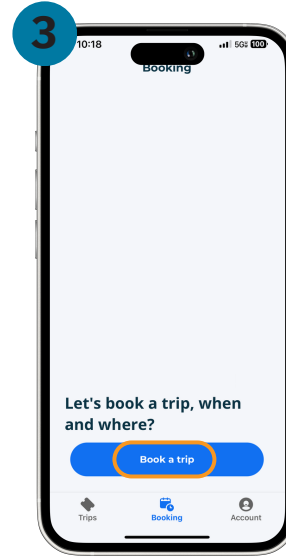 3
10:18
5G 100
Booking
Let's book a trip, when
and where?
Book a trip
Trips
Booking
Account